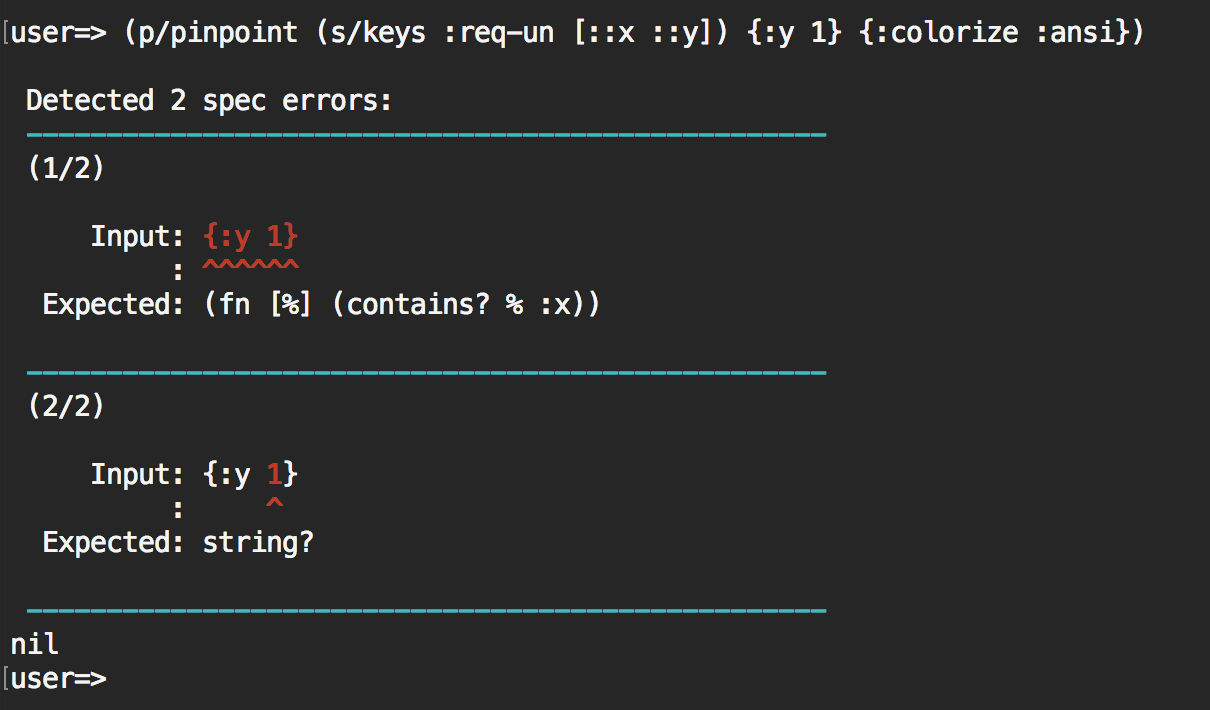 user=> (p/pinpoint (s/keys :req-un [::x ::y]) {:y 1} {:colorize :ansi})
Detected 2 spec errors:
(1/2)
Input: {:y 1}
: ^^^^^^
Expected: (fn [%] (contains? % :x))
(2/2)
Input: {:y 1}
: ^
Expected: string?
nil
user=>